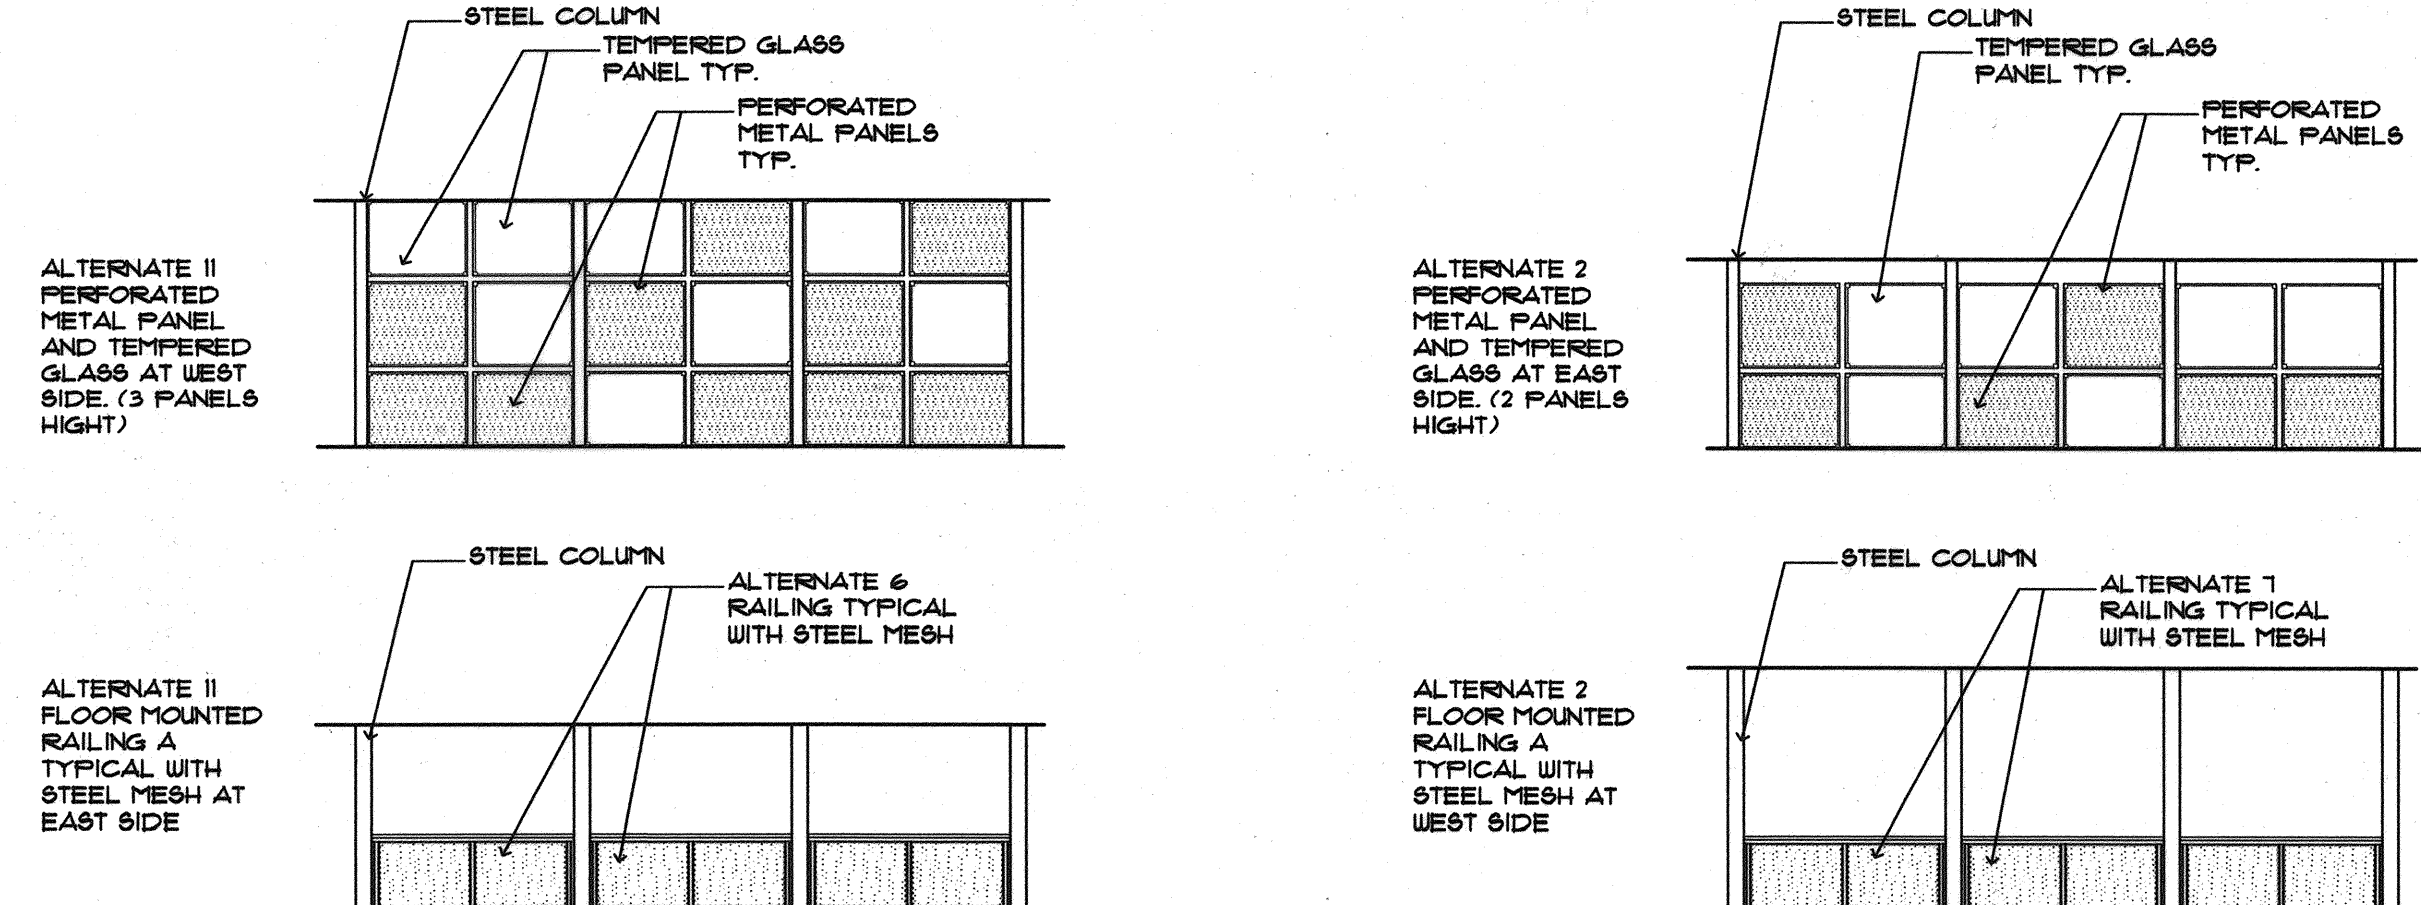 STEEL COLUMN
TEMPERED GLASS
PANEL TYP.
PERFORATED
METAL PANELS
TYP.
ALTERNATE 11
PERFORATED
METAL PANEL
AND TEMPERED
GLASS AT WEST
SIDE. (3 PANELS
HIGHT)
STEEL COLUMN
TEMPERED GLASS
PANEL TYP.
PERFORATED
METAL PANELS
TYP.
ALTERNATE 2
PERFORATED
METAL PANEL
AND TEMPERED
GLASS AT EAST
SIDE. (2 PANELS
HIGHT)
STEEL COLUMN
ALTERNATE 6
RAILING TYPICAL
WITH STEEL MESH
ALTERNATE 11
FLOOR MOUNTED
RAILING A
TYPICAL WITH
STEEL MESH AT
EAST SIDE
STEEL COLUMN
ALTERNATE 7
RAILING TYPICAL
WITH STEEL MESH
ALTERNATE 2
FLOOR MOUNTED
RAILING A
TYPICAL WITH
STEEL MESH AT
WEST SIDE